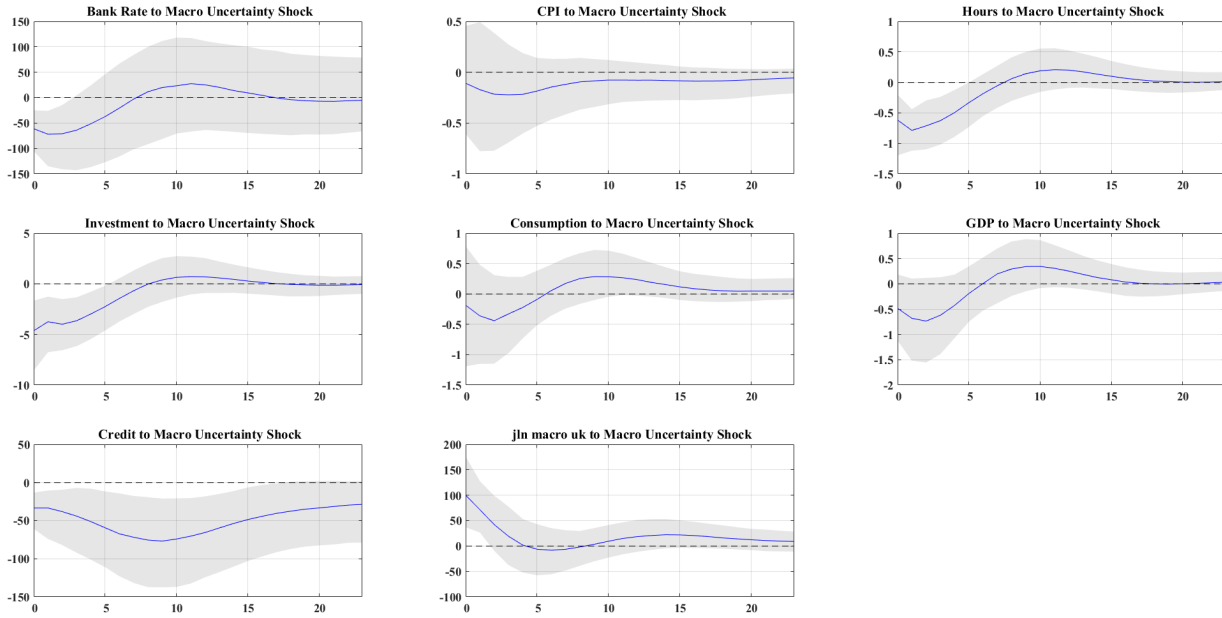 Bank Rate to Macro Uncertainty Shock
150
100
50
0
-50
-100
-150
0 5 10 15 20
CPI to Macro Uncertainty Shock
0.5
0
-0.5
-1
0 5 10 15 20
Hours to Macro Uncertainty Shock
1
0.5
0
-0.5
-1
-1.5
0 5 10 15 20
Investment to Macro Uncertainty Shock
5
0
-5
-10
0 5 10 15 20
Consumption to Macro Uncertainty Shock
1
0.5
0
-0.5
-1
-1.5
0 5 10 15 20
GDP to Macro Uncertainty Shock
1
0.5
0
-0.5
-1
-1.5
-2
0 5 10 15 20
Credit to Macro Uncertainty Shock
50
0
-50
-100
-150
0 5 10 15 20
jln macro uk to Macro Uncertainty Shock
200
150
100
50
0
-50
-100
0 5 10 15 20